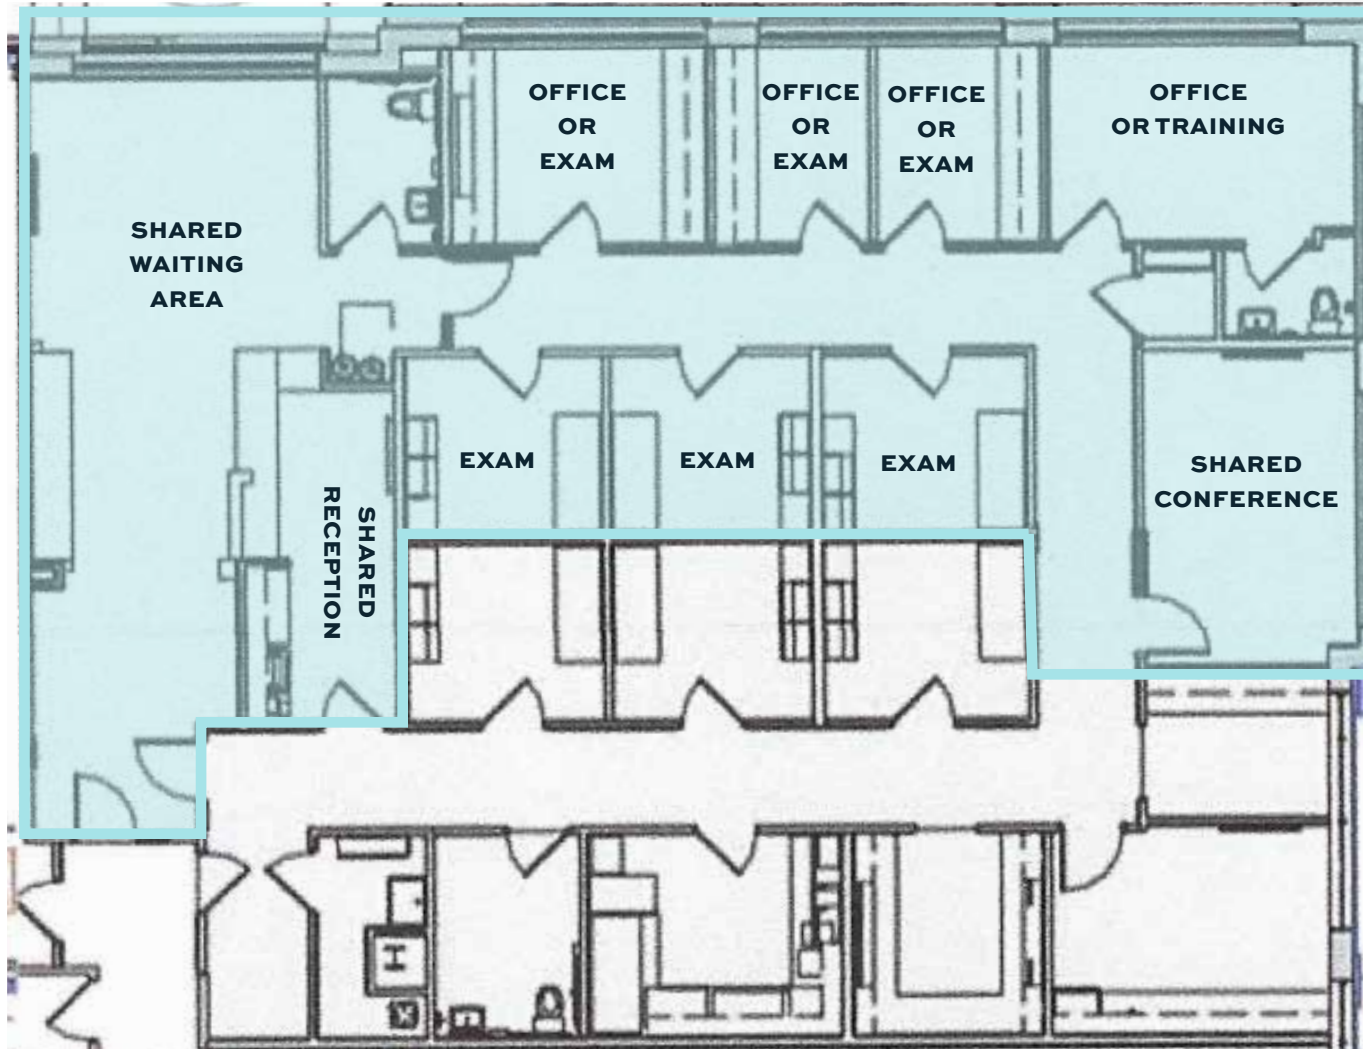 OFFICE
OR
EXAM
OFFICE
OR
EXAM
OFFICE
OR
EXAM
OFFICE
OR TRAINING
SHARED
WAITING
AREA
EXAM
EXAM
EXAM
SHARED
CONFERENCE
SHARED
RECEPTION